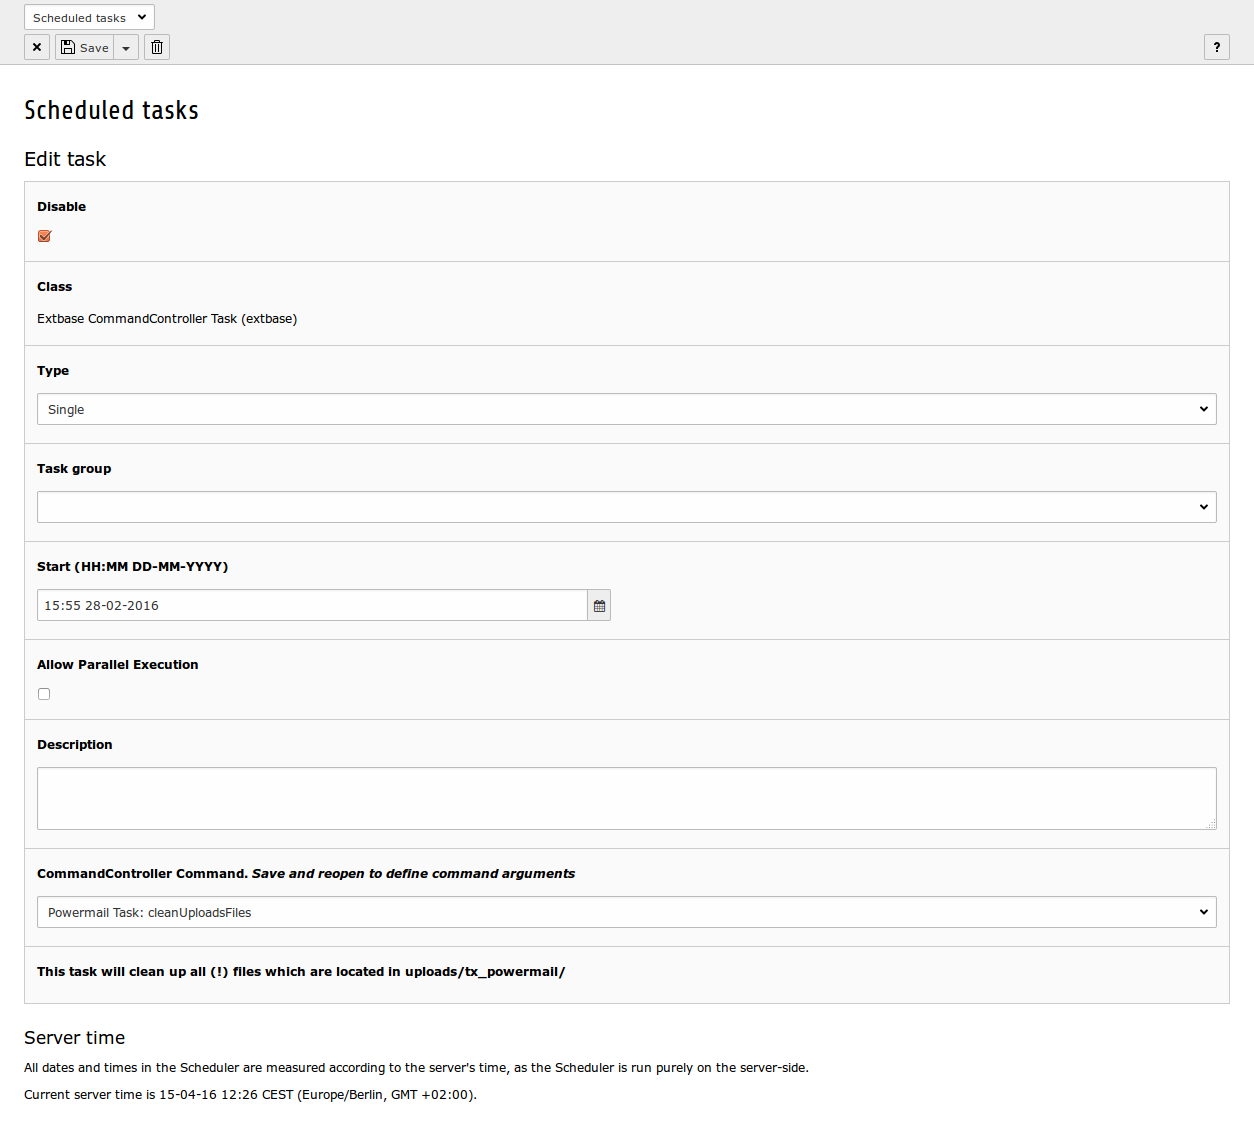 Scheduled tasks
Save
?
Scheduled tasks
Edit task
Disable
Class
Extbase CommandController Task (extbase)
Type
Single
Task group
Start (HH:MM DD-MM-YYYY)
15:55 28-02-2016
Allow Parallel Execution
Description
CommandController Command. Save and reopen to define command arguments
Powermail Task: cleanUploadsFiles
This task will clean up all (!) files which are located in uploads/tx_powermail/
Server time
All dates and times in the Scheduler are measured according to the server's time, as the Scheduler is run purely on the server-side.
Current server time is 15-04-16 12:26 CEST (Europe/Berlin, GMT +02:00).